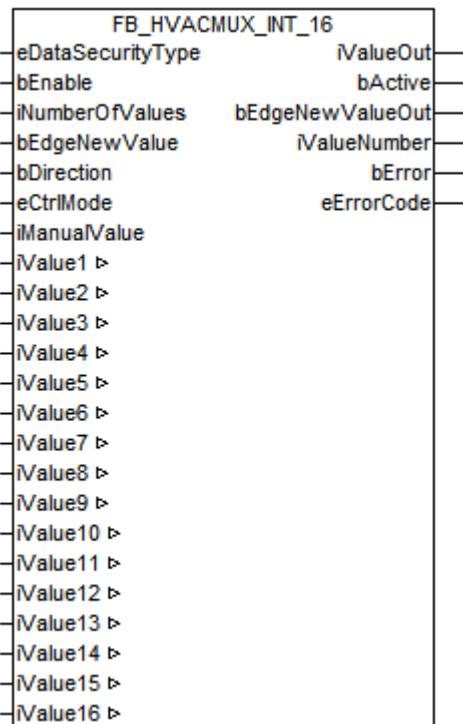 FB_HVACMUX_INT_16
eDataSecurityType iValueOut
bEnable bActive
iNumberOfValues bEdgeNewValueOut
bEdgeNewValue iValueNumber
bDirection bError
eCtrlMode eErrorCode
iManualValue
iValue1
iValue2
iValue3
iValue4
iValue5
iValue6
iValue7
iValue8
iValue9
iValue10
iValue11
iValue12
iValue13
iValue14
iValue15
iValue16